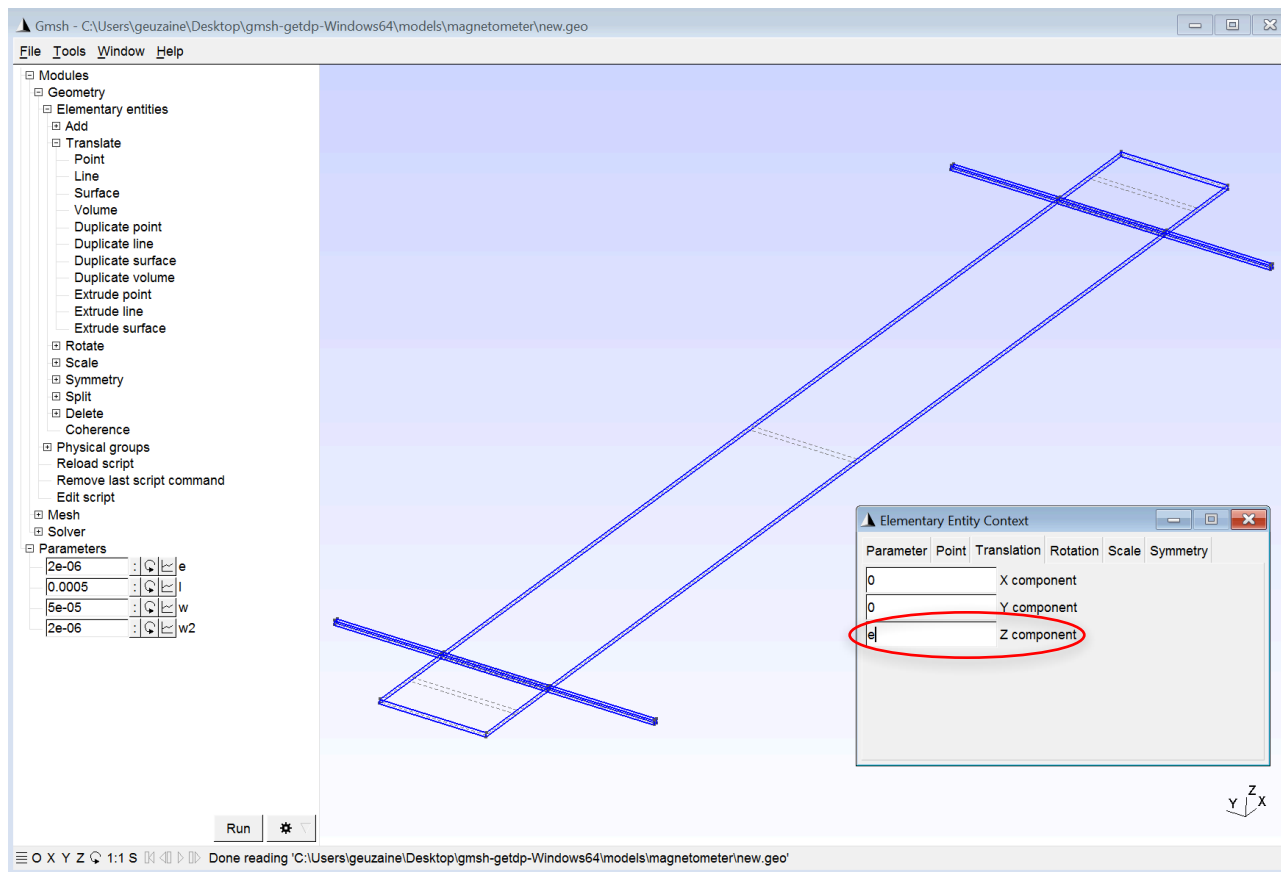 Gmsh - C:\Users\geuzaine\Desktop\gmsh-getdp-Windows64\models\magnetometer\new.geo
File Tools Window Help
Modules
Geometry
Elementary entities
Add
Translate
Point
Line
Surface
Volume
Duplicate point
Duplicate line
Duplicate surface
Duplicate volume
Extrude point
Extrude line
Extrude surface
Rotate
Scale
Symmetry
Split
Delete
Coherence
Physical groups
Reload script
Remove last script command
Edit script
Mesh
Solver
Parameters
2e-06 : e
0.0005 : l
5e-05 : w
2e-06 : w2
Run
Elementary Entity Context
Parameter Point Translation Rotation Scale Symmetry
0 X component
0 Y component
e Z component
Z
Y X
O X Y Z 1:1 S Done reading 'C:\Users\geuzaine\Desktop\gmsh-getdp-Windows64\models\magnetometer\new.geo'